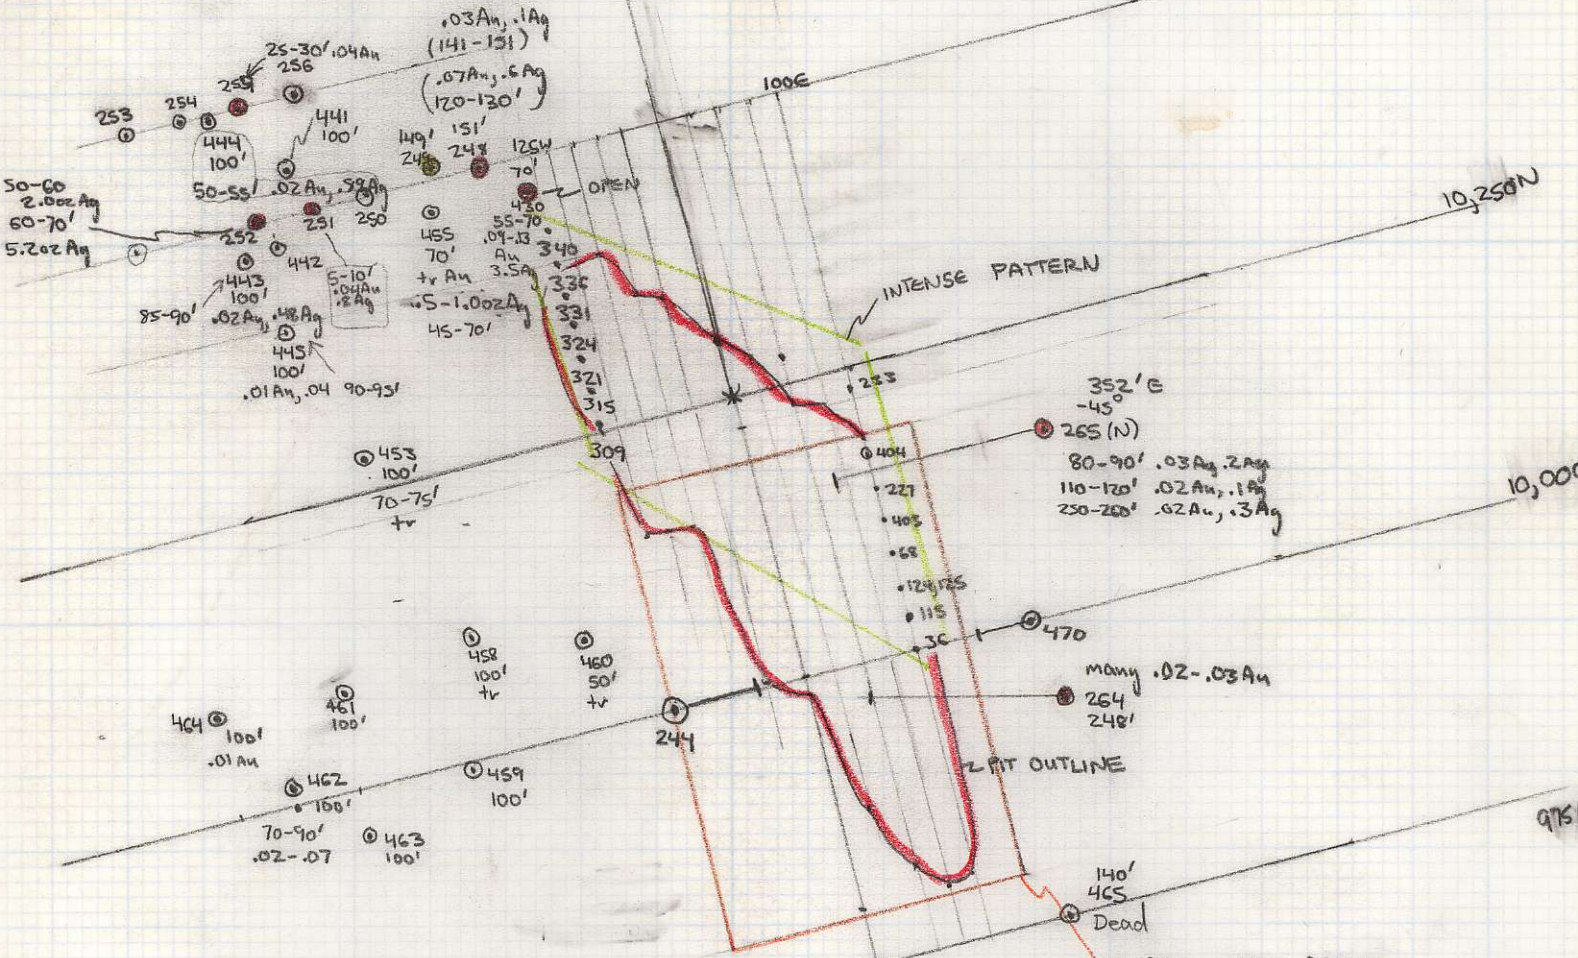 .03Au, .1Ag
(141-151)
(.07Au, .6Ag
120-130')
25-30' .04Au
256
255
254
253
444
100'
441
100'
149'
151'
248
125W
70'
OPEN
430
55-70
.09-.13
Au
3.5Ag
100E
10,250N
50-60
2.0oz Ag
60-70'
5.2oz Ag
50-55' .02Au, .58Ag
250
251
252
442
443
100'
85-90' .02Au, .48Ag
5-10'
.04Au
.8Ag
445
100'
.01Au, .04 90-95'
455
70'
tr Au
.5-1.0oz Ag
45-70'
340
336
331
324
321
315
309
INTENSE PATTERN
233
352'E
-45°
265(N)
80-90' .03Ag .2Ag
110-120' .02Au, .1Ag
250-260' .02Au, .3Ag
404
227
403
68
124,125
115
36
453
100'
70-75'
tr
10,000
470
many .02-.03Au
264
248'
458
100'
tr
460
50'
tr
461
100'
464
100'
.01Au
244
462
100'
70-90'
.02-.07
459
100'
463
100'
PIT OUTLINE
975
140'
465
Dead